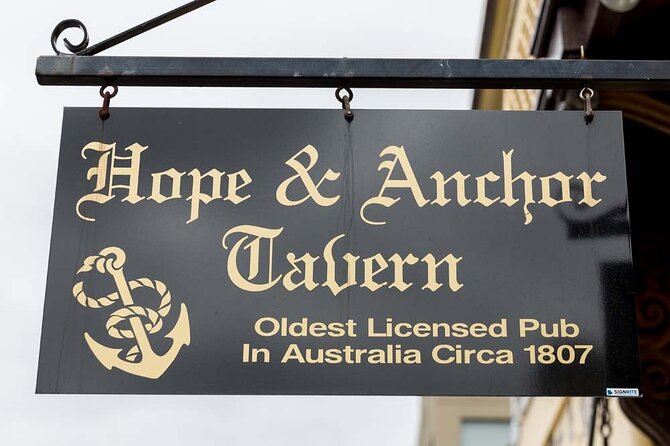 Hope & Anchor
Tavern
Oldest Licensed Pub
In Australia Circa 1807
SIGNRITE